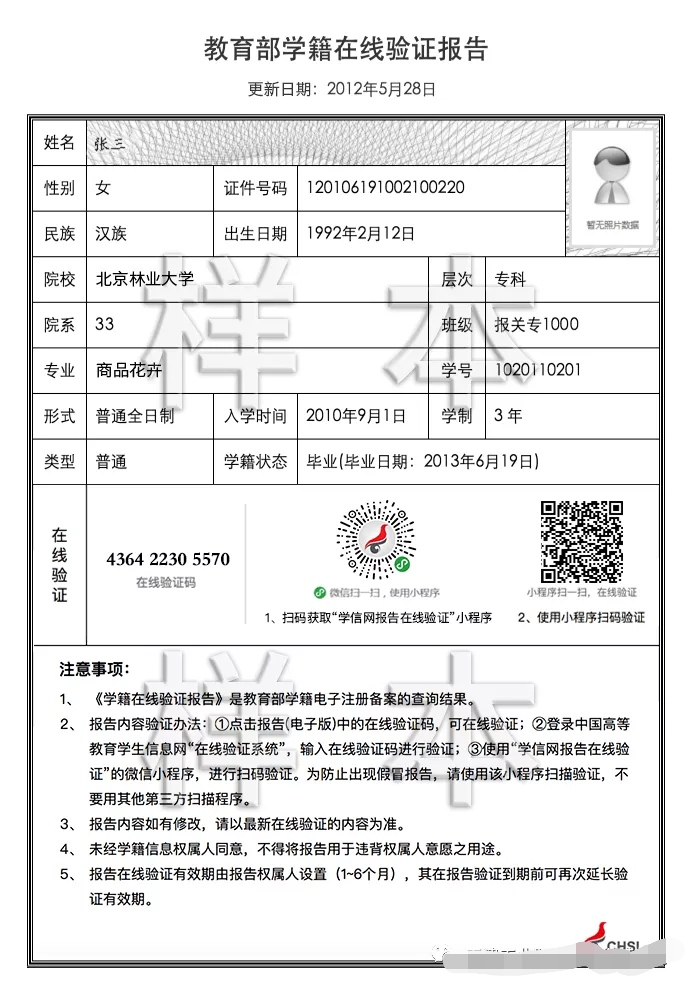 教育部学籍在线验证报告
更新日期：2012年5月28日
姓名 张三
暂无照片数据
性别 女 证件号码 120106191002100220
民族 汉族 出生日期 1992年2月12日
院校 北京林业大学 层次 专科
院系 33 班级 报关专1000
专业 商品花卉 学号 1020110201
形式 普通全日制 入学时间 2010年9月1日 学制 3 年
类型 普通 学籍状态 毕业(毕业日期：2013年6月19日)
样本
在线验证
4364 2230 5570
在线验证码
微信扫一扫，使用小程序
1、扫码获取“学信网报告在线验证”小程序
小程序扫一扫，在线验证
2、使用小程序扫码验证
注意事项：
1、 《学籍在线验证报告》是教育部学籍电子注册备案的查询结果。
2、 报告内容验证办法：①点击报告(电子版)中的在线验证码，可在线验证；②登录中国高等
教育学生信息网“在线验证系统”，输入在线验证码进行验证；③使用“学信网报告在线验
证”的微信小程序，进行扫码验证。为防止出现假冒报告，请使用该小程序扫描验证，不
要用其他第三方扫描程序。
3、 报告内容如有修改，请以最新在线验证的内容为准。
4、 未经学籍信息权属人同意，不得将报告用于违背权属人意愿之用途。
5、 报告在线验证有效期由报告权属人设置（1~6个月），其在报告验证到期前可再次延长验
证有效期。
样本
CHSI